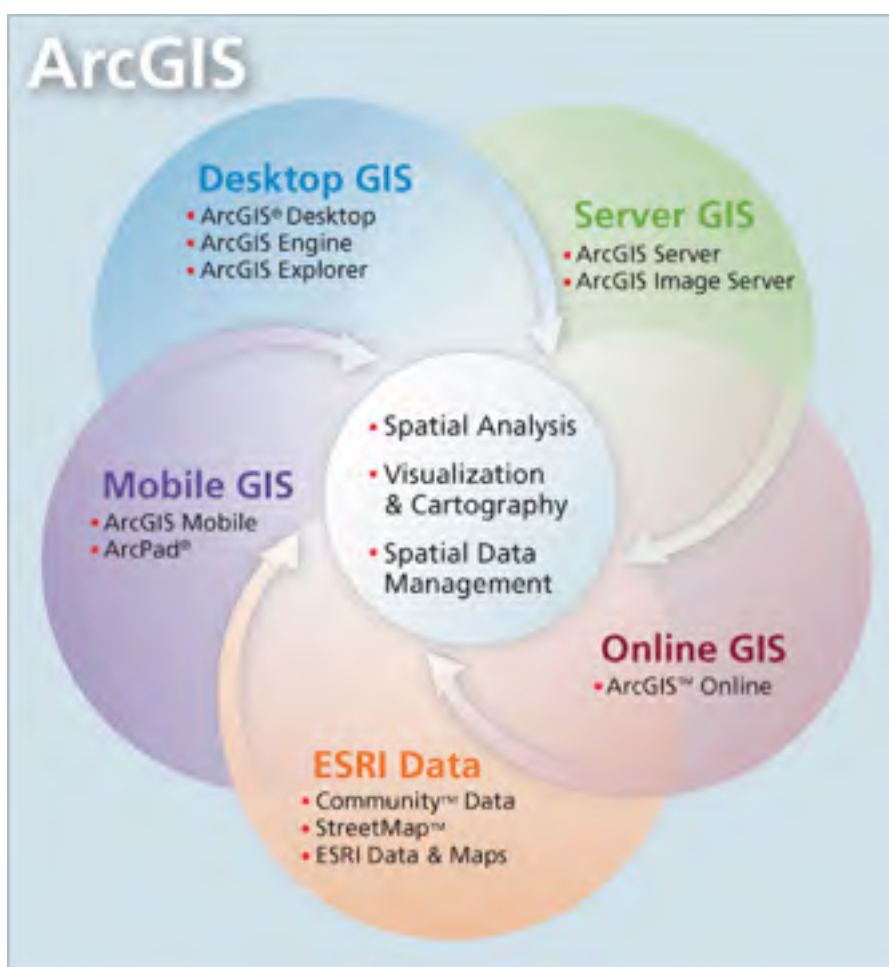 ArcGIS
Desktop GIS
• ArcGIS® Desktop
• ArcGIS Engine
• ArcGIS Explorer
Server GIS
• ArcGIS Server
• ArcGIS Image Server
• Spatial Analysis
• Visualization
& Cartography
• Spatial Data
Management
Mobile GIS
• ArcGIS Mobile
• ArcPad®
Online GIS
• ArcGIS™ Online
ESRI Data
• Community™ Data
• StreetMap™
• ESRI Data & Maps